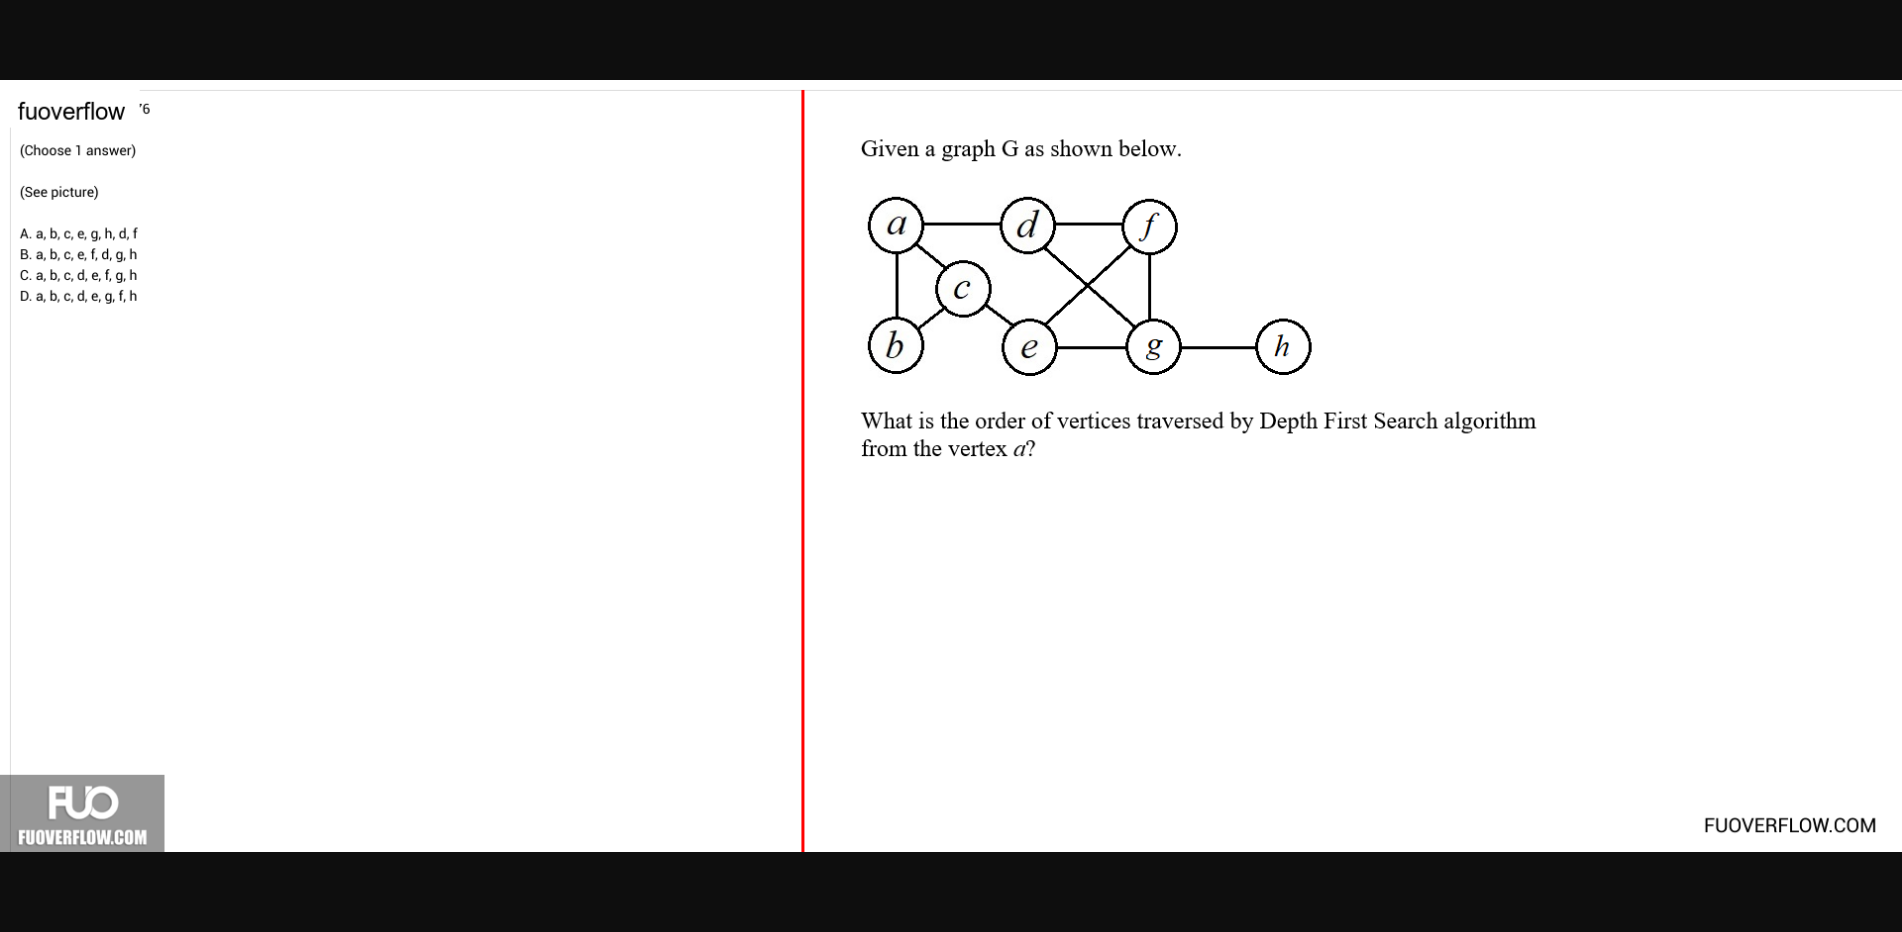 fuoverflow '6
(Choose 1 answer)
(See picture)
A. a, b, c, e, g, h, d, f
B. a, b, c, e, f, d, g, h
C. a, b, c, d, e, f, g, h
D. a, b, c, d, e, g, f, h
FUO
FUOVERFLOW.COM
Given a graph G as shown below.
a d f
c
b e g h
What is the order of vertices traversed by Depth First Search algorithm
from the vertex a?
FUOVERFLOW.COM